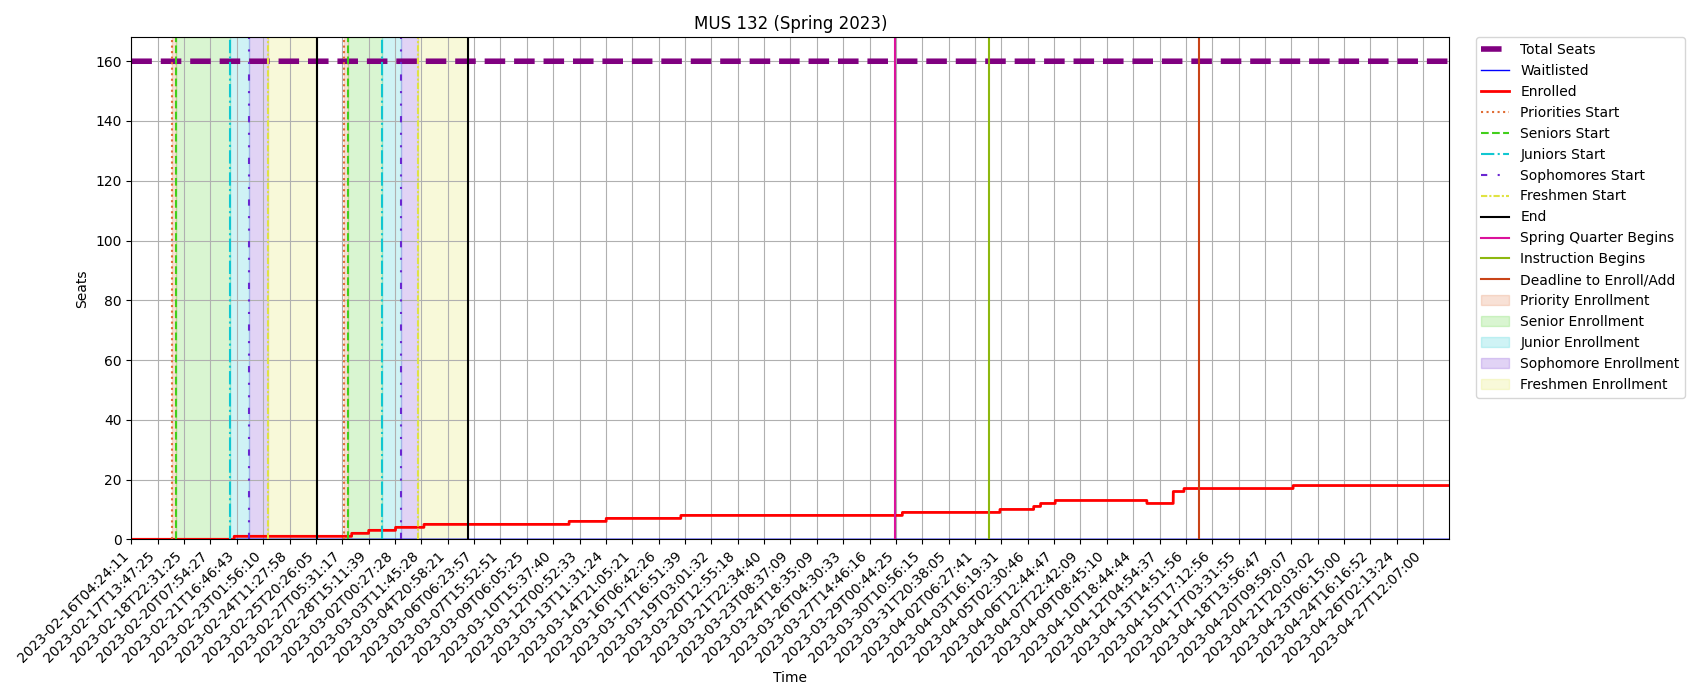 MUS 132 (Spring 2023)
160
140
120
100
80
60
40
20
0
Seats
2023-02-16T04:24:11
2023-02-17T13:47:25
2023-02-18T22:31:25
2023-02-20T07:54:27
2023-02-21T16:46:43
2023-02-23T01:56:10
2023-02-24T11:27:58
2023-02-25T20:26:05
2023-02-27T05:31:17
2023-02-28T15:11:39
2023-03-02T00:27:28
2023-03-03T11:45:28
2023-03-04T20:58:21
2023-03-06T06:23:57
2023-03-07T15:52:51
2023-03-09T06:05:25
2023-03-10T15:37:40
2023-03-12T00:52:33
2023-03-13T11:31:24
2023-03-14T21:05:21
2023-03-16T06:42:26
2023-03-17T16:51:39
2023-03-19T03:01:32
2023-03-20T12:55:18
2023-03-21T22:34:40
2023-03-23T08:37:09
2023-03-24T18:35:09
2023-03-26T04:30:33
2023-03-27T14:46:16
2023-03-29T00:44:25
2023-03-30T10:56:15
2023-03-31T20:38:05
2023-04-02T06:27:41
2023-04-03T16:19:31
2023-04-05T02:30:46
2023-04-06T12:44:47
2023-04-07T22:42:09
2023-04-09T08:45:10
2023-04-10T18:44:44
2023-04-12T04:54:37
2023-04-13T14:51:56
2023-04-15T17:12:56
2023-04-17T03:31:55
2023-04-18T13:56:47
2023-04-20T09:59:07
2023-04-21T20:03:02
2023-04-23T06:15:00
2023-04-24T16:16:52
2023-04-26T02:13:24
2023-04-27T12:07:00
Time
Total Seats
Waitlisted
Enrolled
Priorities Start
Seniors Start
Juniors Start
Sophomores Start
Freshmen Start
End
Spring Quarter Begins
Instruction Begins
Deadline to Enroll/Add
Priority Enrollment
Senior Enrollment
Junior Enrollment
Sophomore Enrollment
Freshmen Enrollment